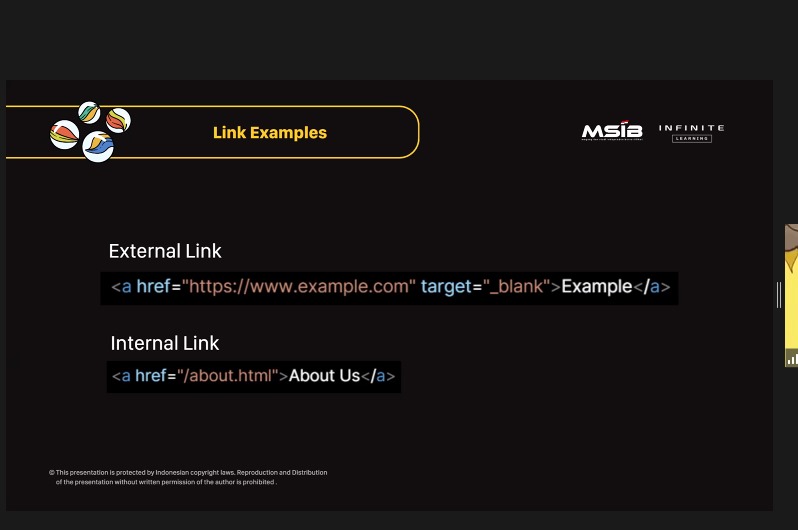 Link Examples
MSIB
INFINITE
LEARNING
External Link
<a href="https://www.example.com" target="_blank">Example</a>
Internal Link
<a href="/about.html">About Us</a>
© This presentation is protected by Indonesian copyright laws. Reproduction and Distribution
of the presentation without written permission of the author is prohibited .